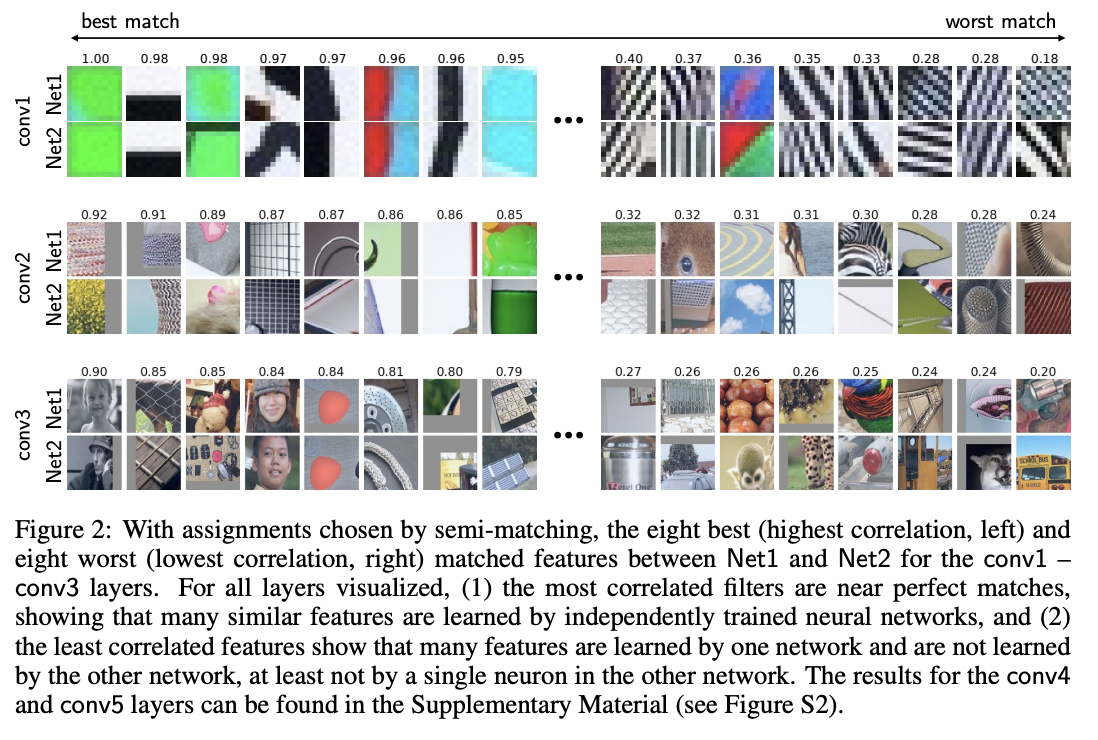 best match
worst match
1.00 0.98 0.98 0.97 0.97 0.96 0.96 0.95 0.40 0.37 0.36 0.35 0.33 0.28 0.28 0.18
conv1
Net1
Net2
•••
0.92 0.91 0.89 0.87 0.87 0.86 0.86 0.85 0.32 0.32 0.31 0.31 0.30 0.28 0.28 0.24
conv2
Net1
Net2
•••
0.90 0.85 0.85 0.84 0.84 0.81 0.80 0.79 0.27 0.26 0.26 0.26 0.25 0.24 0.24 0.20
conv3
Net1
Net2
•••
Ketel One
SCHOOL BUS
Figure 2: With assignments chosen by semi-matching, the eight best (highest correlation, left) and
eight worst (lowest correlation, right) matched features between Net1 and Net2 for the conv1 –
conv3 layers. For all layers visualized, (1) the most correlated filters are near perfect matches,
showing that many similar features are learned by independently trained neural networks, and (2)
the least correlated features show that many features are learned by one network and are not learned
by the other network, at least not by a single neuron in the other network. The results for the conv4
and conv5 layers can be found in the Supplementary Material (see Figure S2).